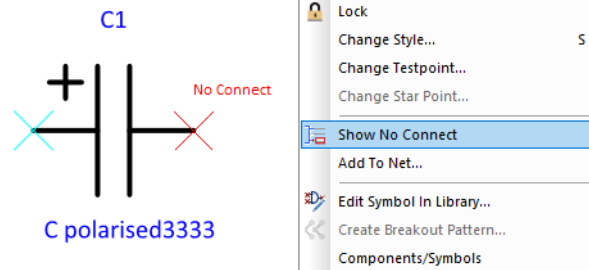 C1
No Connect
C polarised3333
Lock
Change Style... S
Change Testpoint...
Change Star Point...
Show No Connect
Add To Net...
Edit Symbol In Library...
Create Breakout Pattern...
Components/Symbols